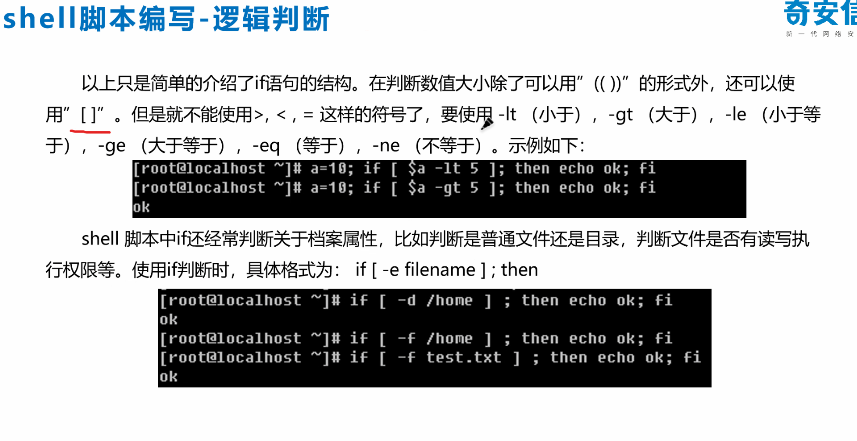 shell脚本编写-逻辑判断
奇安信
新一代网络安
以上只是简单的介绍了if语句的结构。在判断数值大小除了可以用”(( ))”的形式外，还可以使
用”[ ]”。但是就不能使用>, < , = 这样的符号了，要使用 -lt （小于）, -gt （大于）, -le （小于等
于）, -ge （大于等于）, -eq （等于）, -ne （不等于）。示例如下：
[root@localhost ~]# a=10; if [ $a -lt 5 ]; then echo ok; fi
[root@localhost ~]# a=10; if [ $a -gt 5 ]; then echo ok; fi
ok
shell 脚本中if还经常判断关于档案属性，比如判断是普通文件还是目录，判断文件是否有读写执
行权限等。使用if判断时，具体格式为： if [ -e filename ] ; then
[root@localhost ~]# if [ -d /home ] ; then echo ok; fi
ok
[root@localhost ~]# if [ -f /home ] ; then echo ok; fi
[root@localhost ~]# if [ -f test.txt ] ; then echo ok; fi
ok